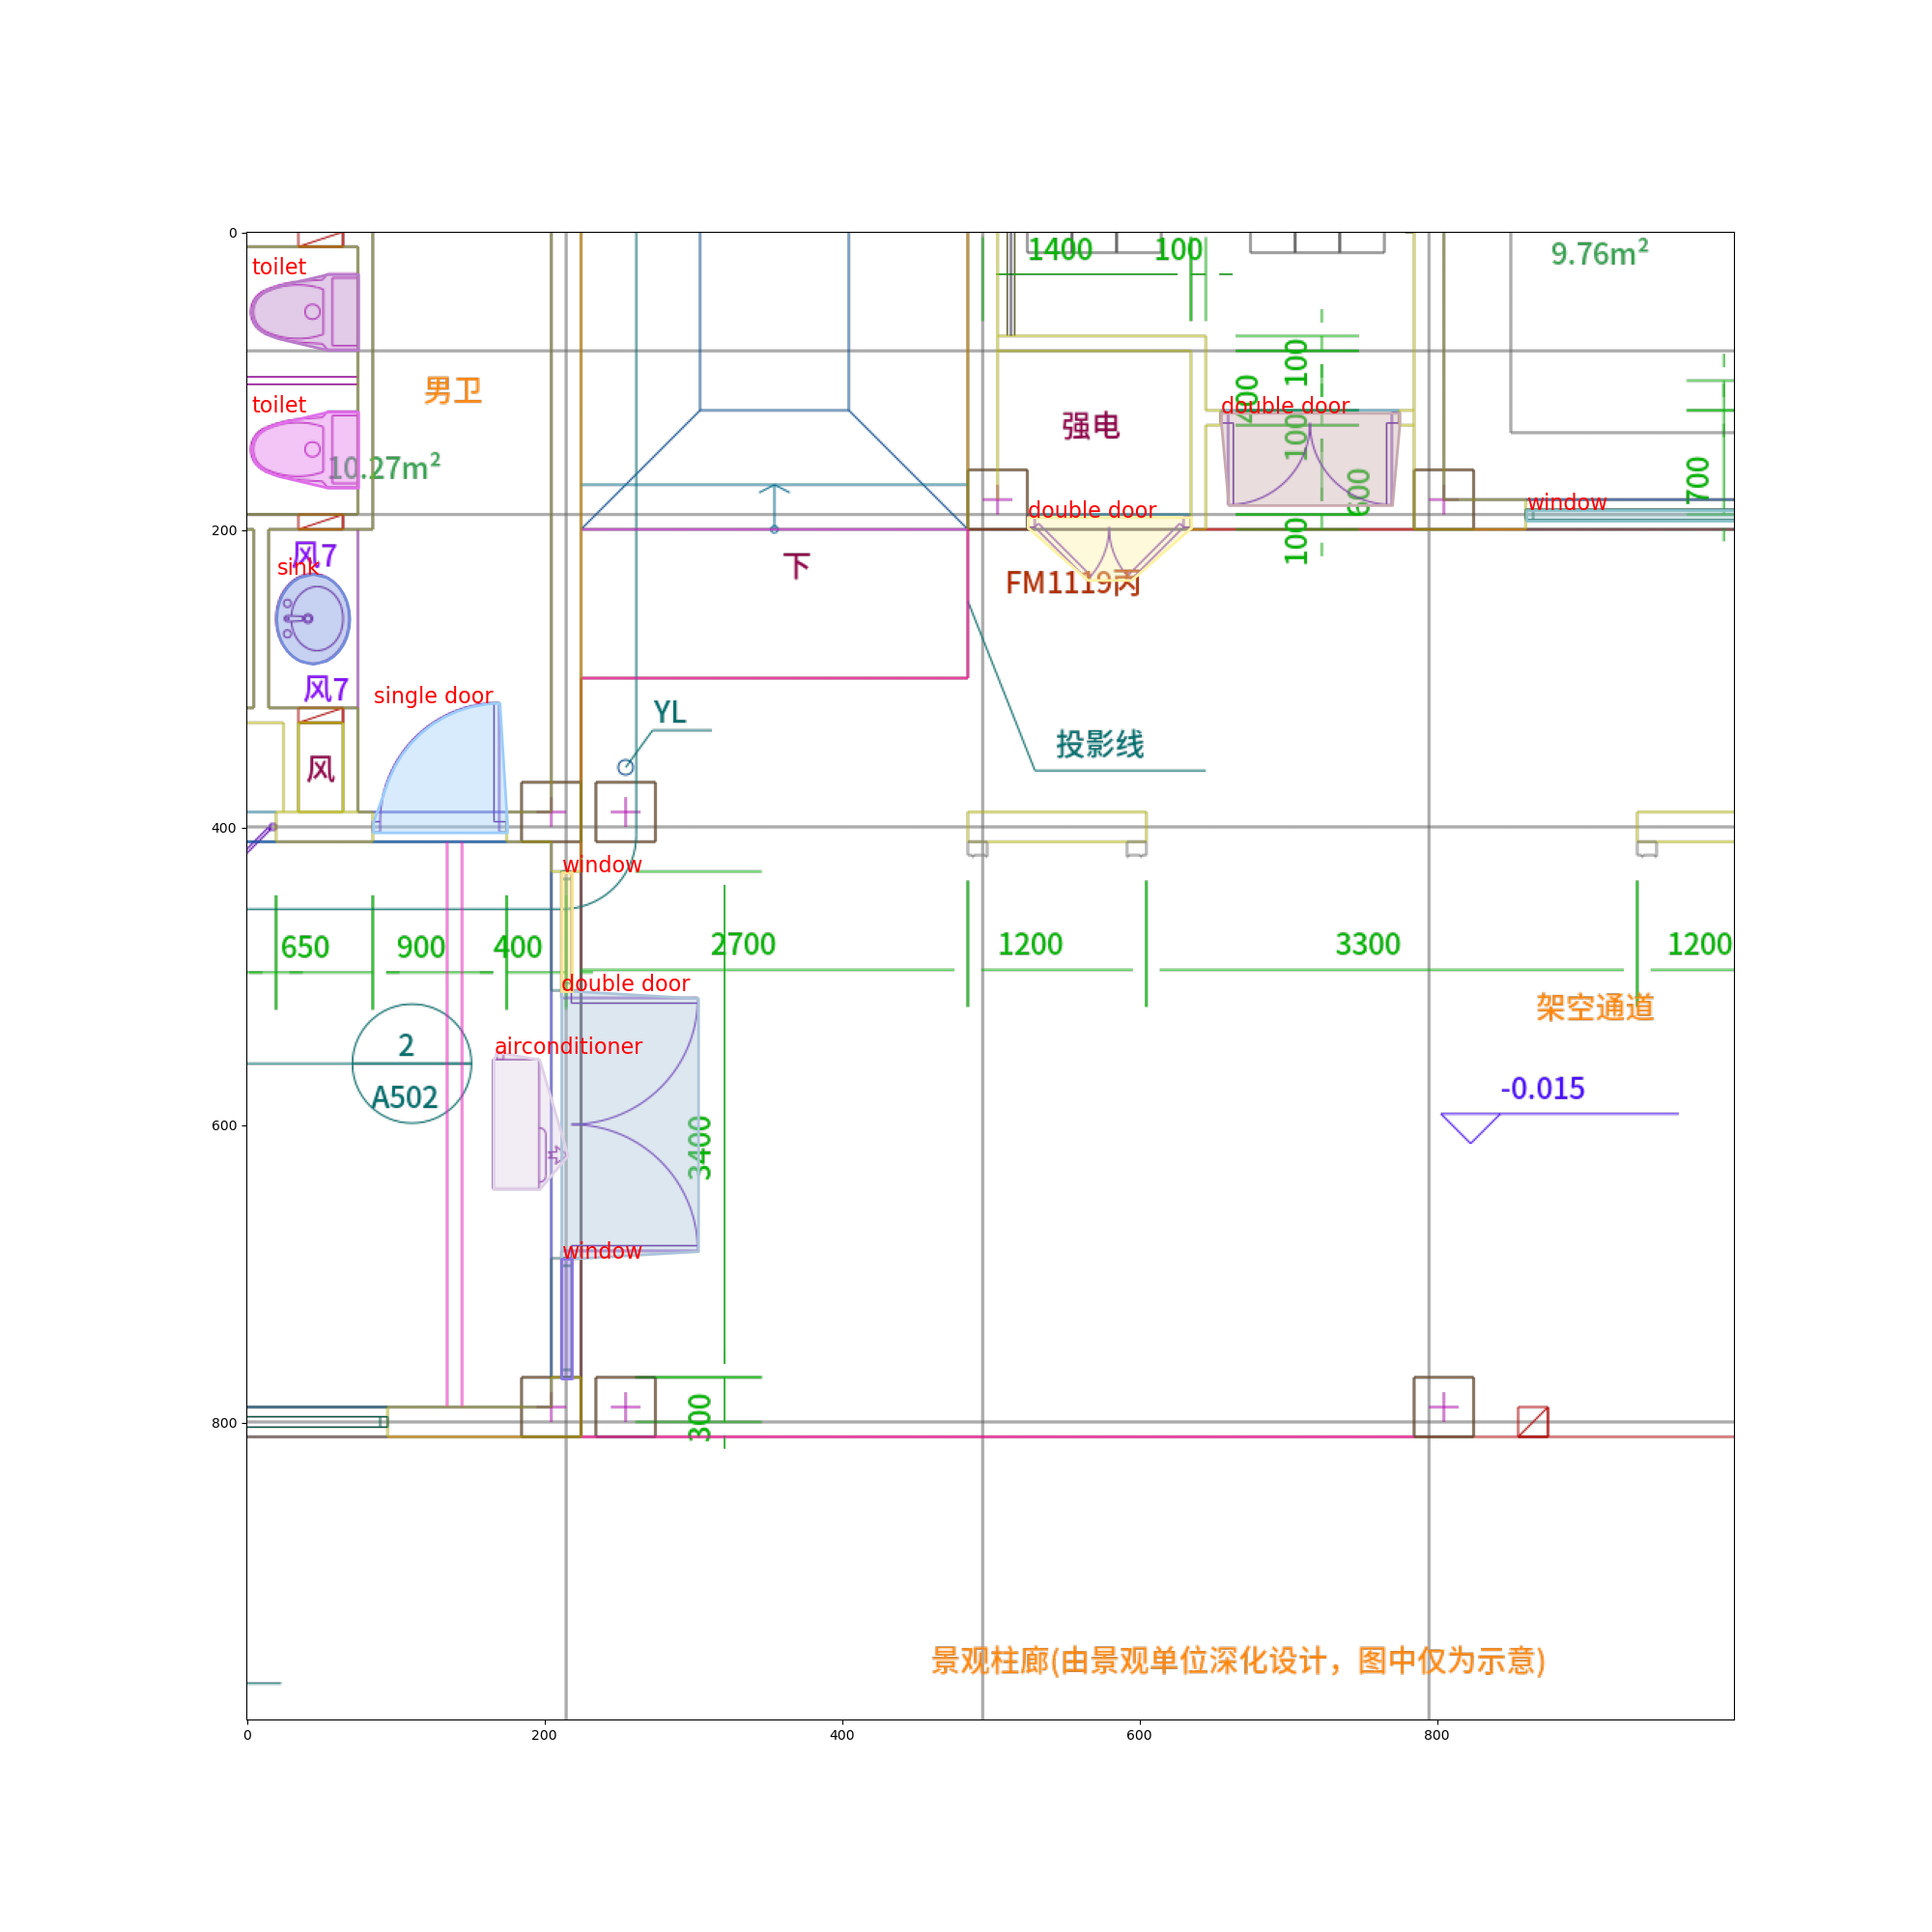 0
1400
100
9.76m²
toilet
100
男卫
toilet
400
double door
强电
100
10.27m²
700
600
window
double door
200
风7
100
sink
下
FM1119丙
风7
single door
YL
投影线
风
400
window
650
900
400
2700
1200
3300
1200
double door
架空通道
2
airconditioner
A502
-0.015
600
3400
window
300
800
景观柱廊(由景观单位深化设计，图中仅为示意)
0
200
400
600
800